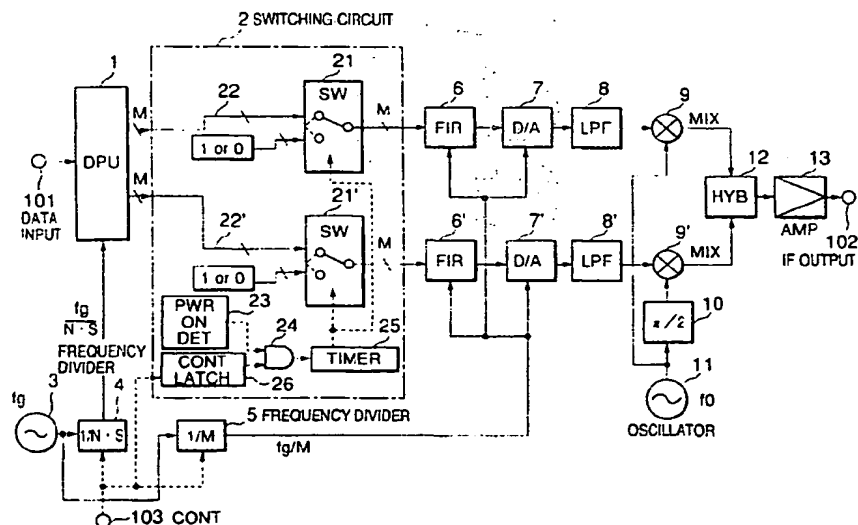 2 SWITCHING CIRCUIT
1
DPU
M
M
22
21
SW
M
1 or 0
22'
21'
SW
M
1 or 0
6
FIR
7
D/A
8
LPF
9
MIX
6'
FIR
7'
D/A
8'
LPF
9'
MIX
12
HYB
13
AMP
102
IF OUTPUT
101
DATA
INPUT
23
PWR
ON
DET
24
25
TIMER
CONT
LATCH
26
10
π/2
11
f0
OSCILLATOR
fg
N · S
FREQUENCY
DIVIDER
fg
3
4
1/N · S
5 FREQUENCY DIVIDER
1/M
fg/M
103 CONT